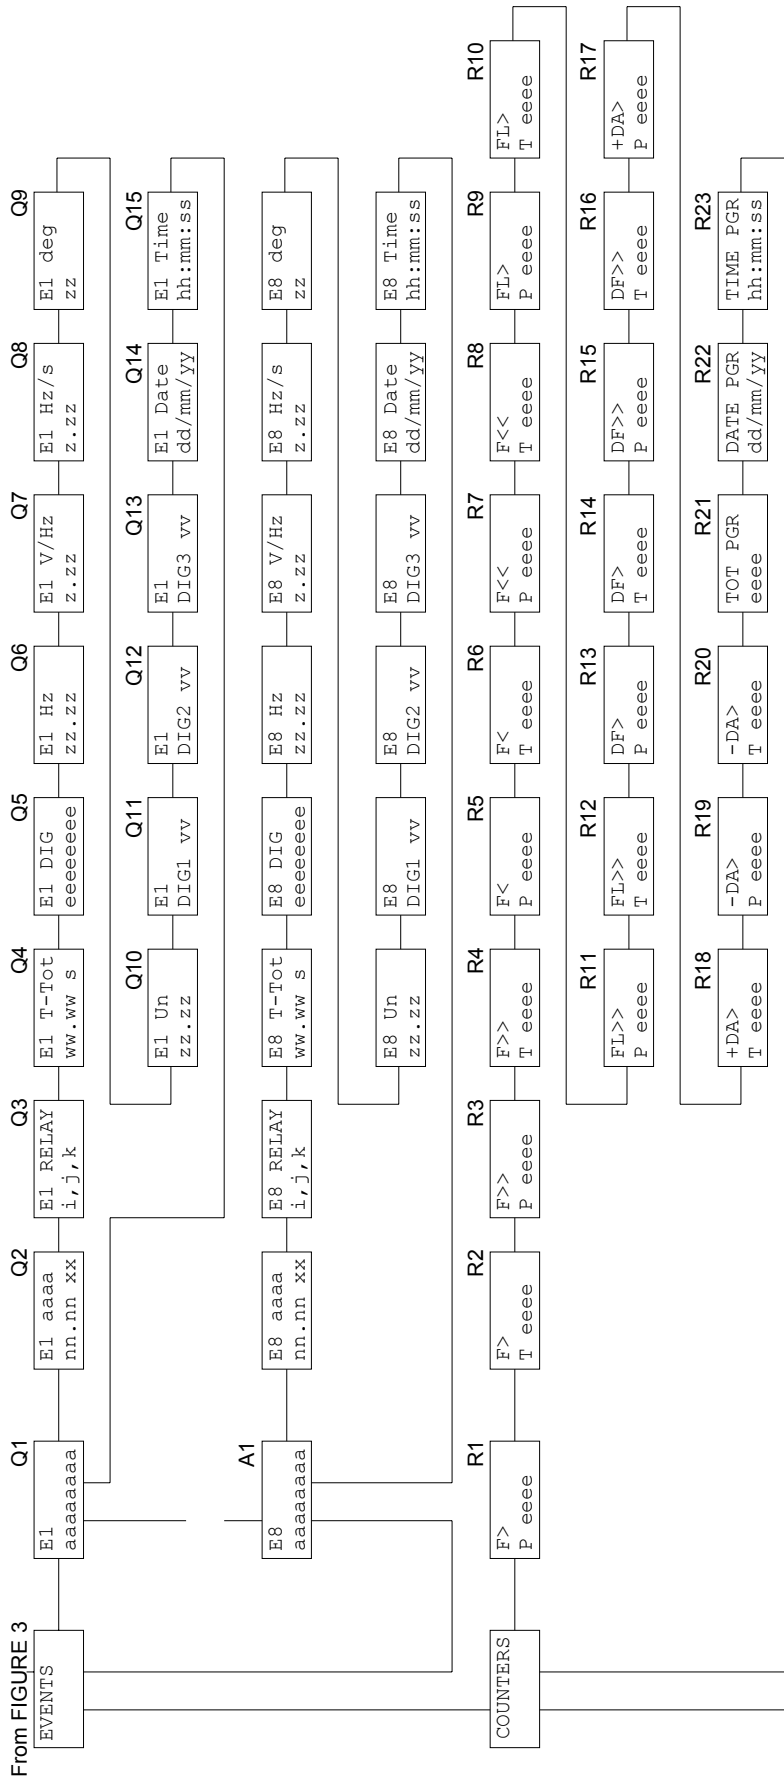 From FIGURE 3
EVENTS
Q1
E1
aaaaaaaaa
Q2
E1 aaaa
nn.nn xx
Q3
E1 RELAY
i,j,k
Q4
E1 T-Tot
ww.ww s
Q5
E1 DIG
eeeeeeeee
Q6
E1 Hz
zz.zz
Q7
E1 V/Hz
z.zz
Q8
E1 Hz/s
z.zz
Q9
E1 deg
zz
Q10
E1 Un
zz.zz
Q11
E1
DIG1 vv
Q12
E1
DIG2 vv
Q13
E1
DIG3 vv
Q14
E1 Date
dd/mm/yy
Q15
E1 Time
hh:mm:ss
A1
E8
aaaaaaaaa
E8 aaaa
nn.nn xx
E8 RELAY
i,j,k
E8 T-Tot
ww.ww s
E8 DIG
eeeeeeeee
E8 Hz
zz.zz
E8 V/Hz
z.zz
E8 Hz/s
z.zz
E8 deg
zz
E8 Un
zz.zz
E8
DIG1 vv
E8
DIG2 vv
E8
DIG3 vv
E8 Date
dd/mm/yy
E8 Time
hh:mm:ss
COUNTERS
R1
F>
P eeee
R2
F>
T eeee
R3
F>>
P eeee
R4
F>>
T eeee
R5
F<
P eeee
R6
F<
T eeee
R7
F<<
P eeee
R8
F<<
T eeee
R9
FL>
P eeee
R10
FL>
T eeee
R11
FL>>
P eeee
R12
FL>>
T eeee
R13
DF>
P eeee
R14
DF>
T eeee
R15
DF>>
P eeee
R16
DF>>
T eeee
R17
+DA>
P eeee
R18
+DA>
T eeee
R19
-DA>
P eeee
R20
-DA>
T eeee
R21
TOT PGR
eeee
R22
DATE PGR
dd/mm/yy
R23
TIME PGR
hh:mm:ss